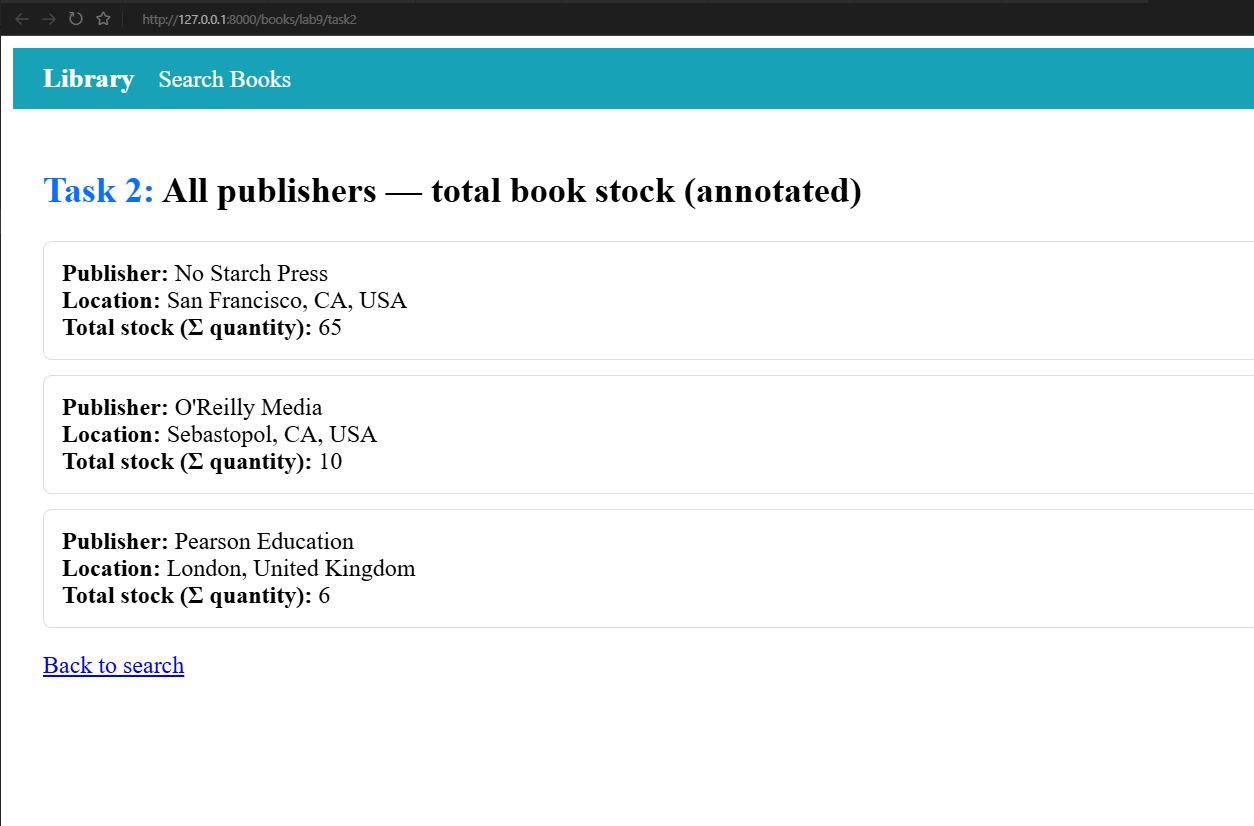 http://127.0.0.1:8000/books/lab9/task2
Library Search Books
Task 2: All publishers — total book stock (annotated)
Publisher: No Starch Press
Location: San Francisco, CA, USA
Total stock (Σ quantity): 65
Publisher: O'Reilly Media
Location: Sebastopol, CA, USA
Total stock (Σ quantity): 10
Publisher: Pearson Education
Location: London, United Kingdom
Total stock (Σ quantity): 6
Back to search